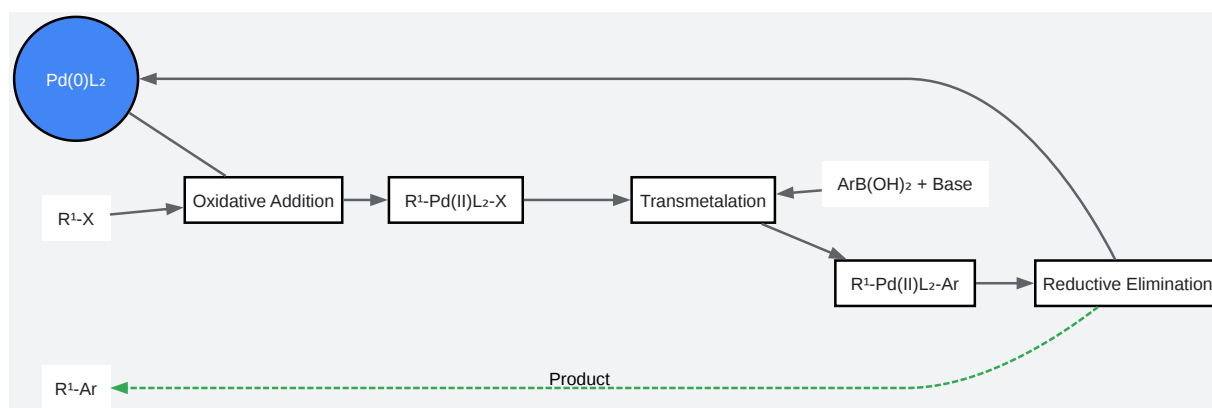 Pd(0)L₂
R¹-X
Oxidative Addition
R¹-Pd(II)L₂-X
Transmetalation
ArB(OH)₂ + Base
R¹-Pd(II)L₂-Ar
Reductive Elimination
Product
R¹-Ar